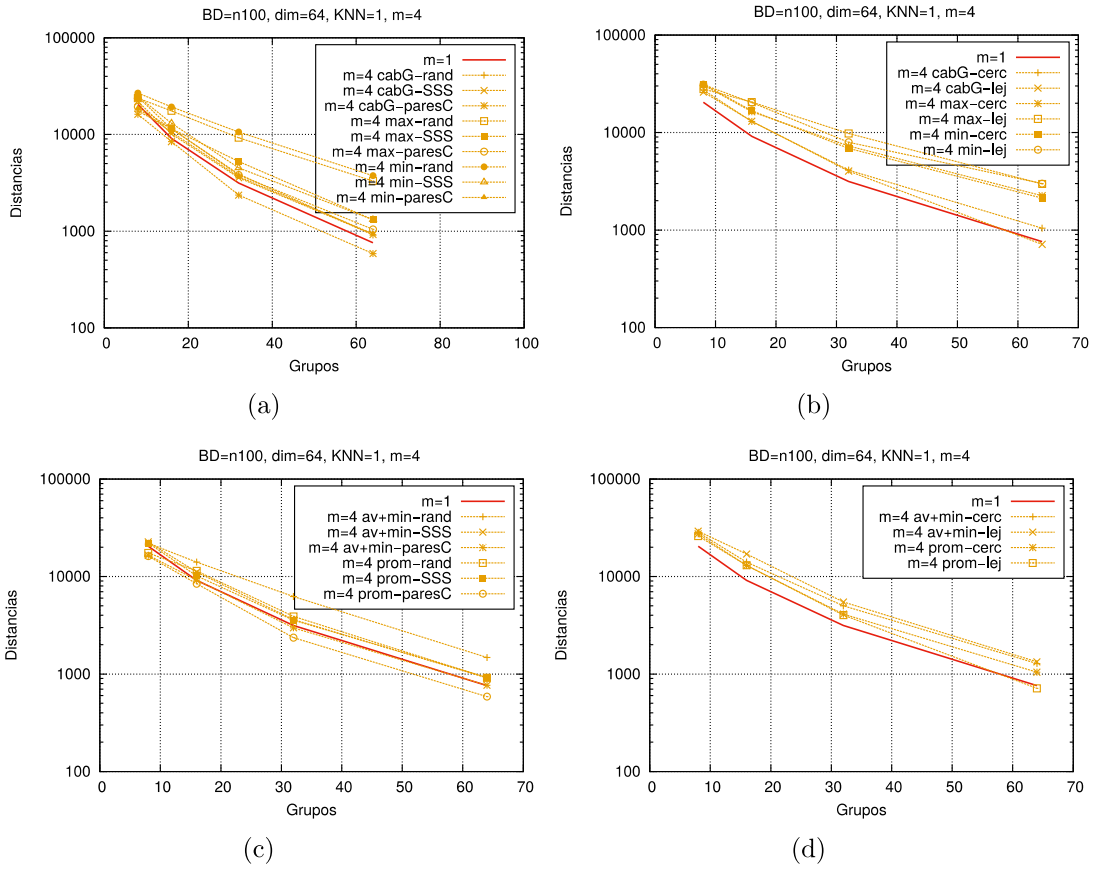 BD=n100, dim=64, KNN=1, m=4
100000
10000
1000
100
0
20
40
60
80
100
Distancias
Grupos
m=1
m=4 cabG-rand
m=4 cabG-SSS
m=4 cabG-paresC
m=4 max-rand
m=4 max-SSS
m=4 max-paresC
m=4 min-rand
m=4 min-SSS
m=4 min-paresC
(a)
BD=n100, dim=64, KNN=1, m=4
100000
10000
1000
100
0
10
20
30
40
50
60
70
Distancias
Grupos
m=1
m=4 cabG-cerc
m=4 cabG-lej
m=4 max-cerc
m=4 max-lej
m=4 min-cerc
m=4 min-lej
(b)
BD=n100, dim=64, KNN=1, m=4
100000
10000
1000
100
0
10
20
30
40
50
60
70
Distancias
Grupos
m=1
m=4 av+min-rand
m=4 av+min-SSS
m=4 av+min-paresC
m=4 prom-rand
m=4 prom-SSS
m=4 prom-paresC
(c)
BD=n100, dim=64, KNN=1, m=4
100000
10000
1000
100
0
10
20
30
40
50
60
70
Distancias
Grupos
m=1
m=4 av+min-cerc
m=4 av+min-lej
m=4 prom-cerc
m=4 prom-lej
(d)